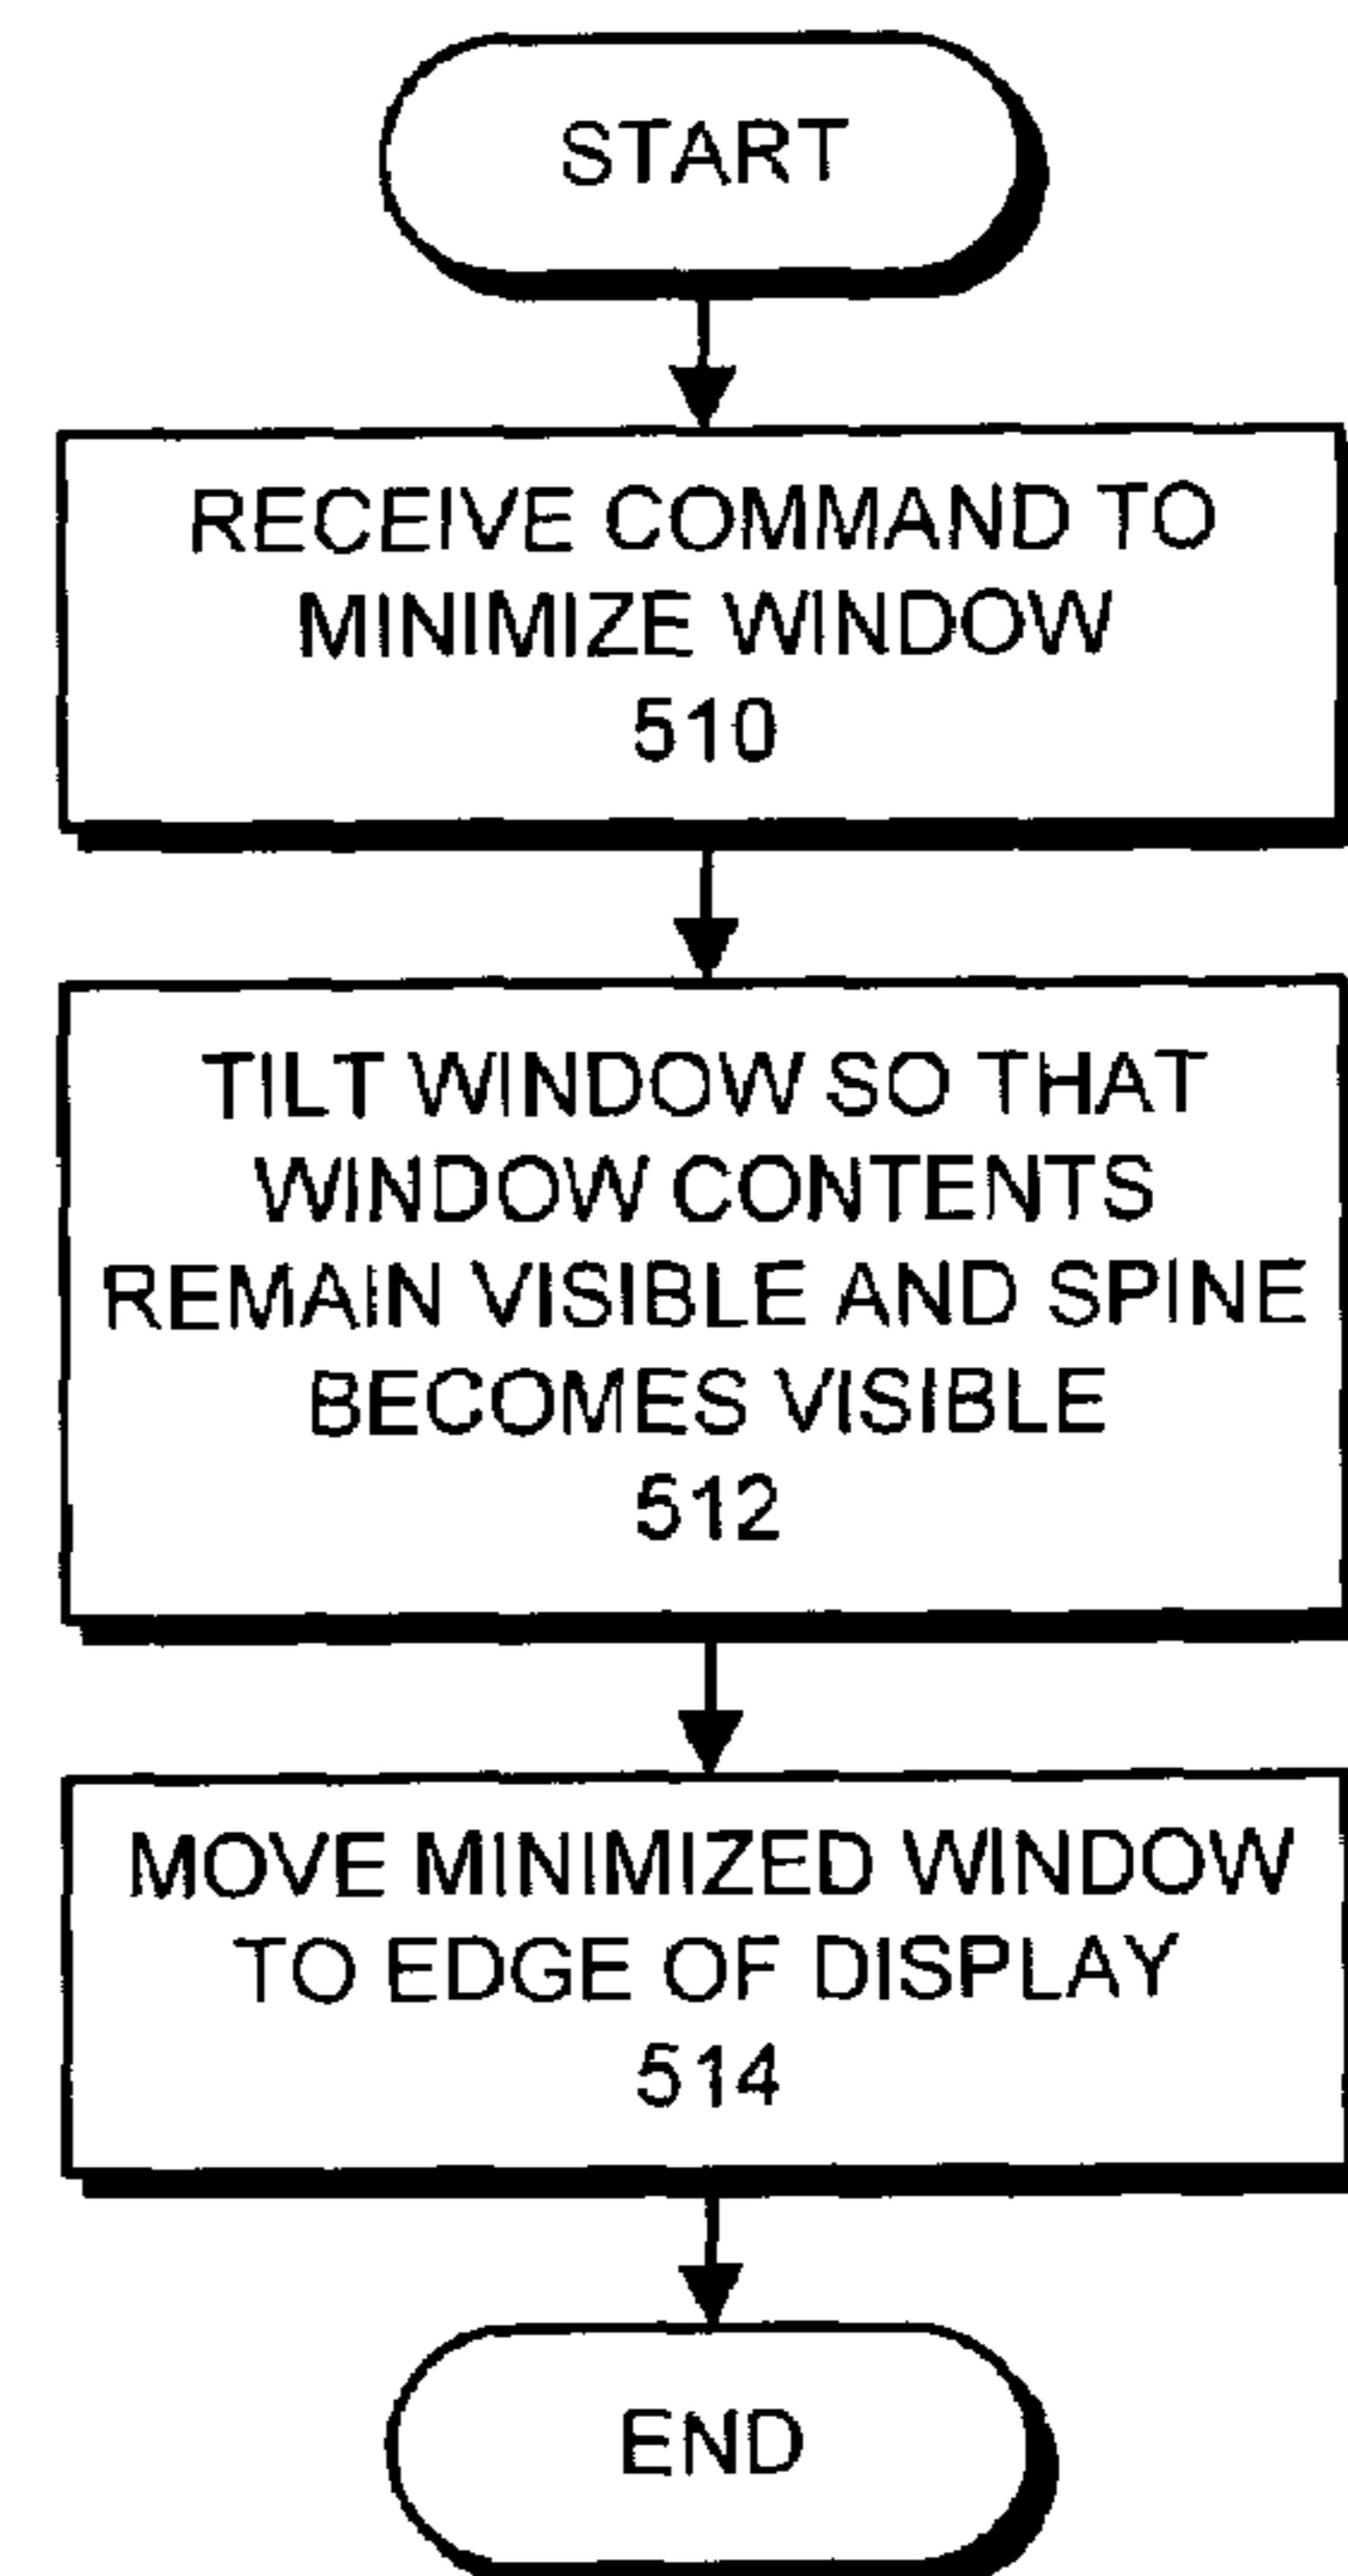 START
RECEIVE COMMAND TO
MINIMIZE WINDOW
510
TILT WINDOW SO THAT
WINDOW CONTENTS
REMAIN VISIBLE AND SPINE
BECOMES VISIBLE
512
MOVE MINIMIZED WINDOW
TO EDGE OF DISPLAY
514
END